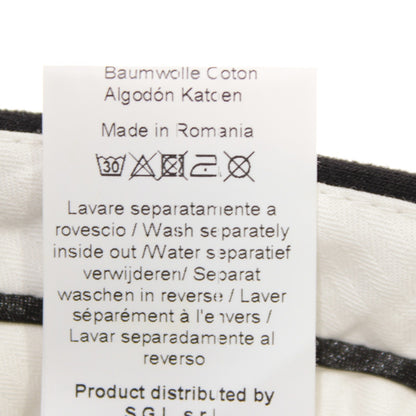 Baumwolle Coton
Algodón Katoen
Made in Romania
30
Lavare separatamente a
rovescio / Wash separately
inside out /Water separatief
verwijderen/ Separat
waschen in reverse / Laver
séparément à l'envers /
Lavar separadamente al
reverso
Product distributed by
S.G.I. s.r.l.